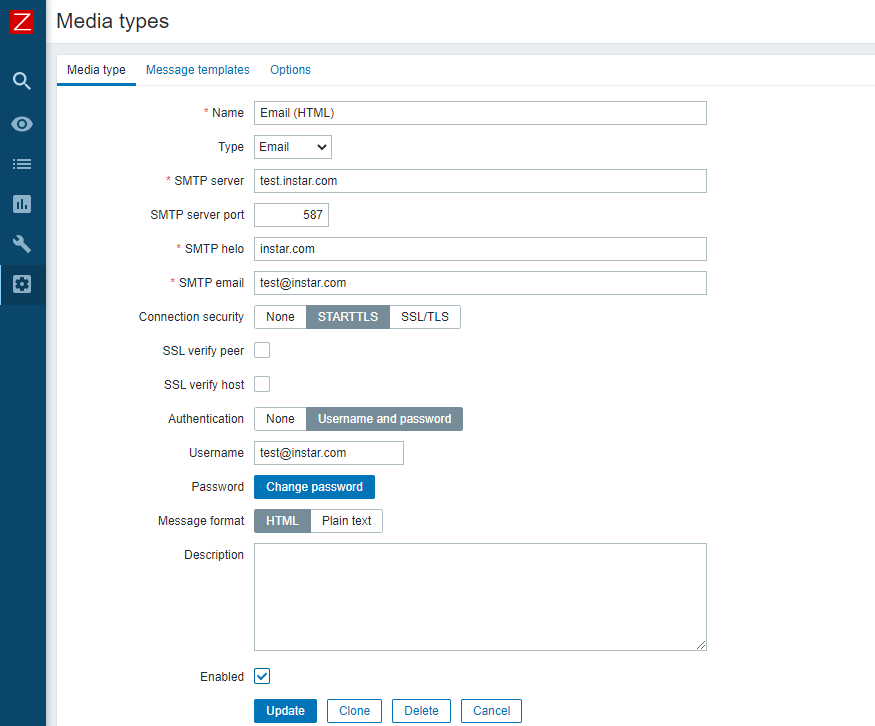 Z
Media types
Media type Message templates Options
* Name Email (HTML)
Type Email
* SMTP server test.instar.com
SMTP server port 587
* SMTP helo instar.com
* SMTP email test@instar.com
Connection security None STARTTLS SSL/TLS
SSL verify peer
SSL verify host
Authentication None Username and password
Username test@instar.com
Password Change password
Message format HTML Plain text
Description
Enabled
Update Clone Delete Cancel